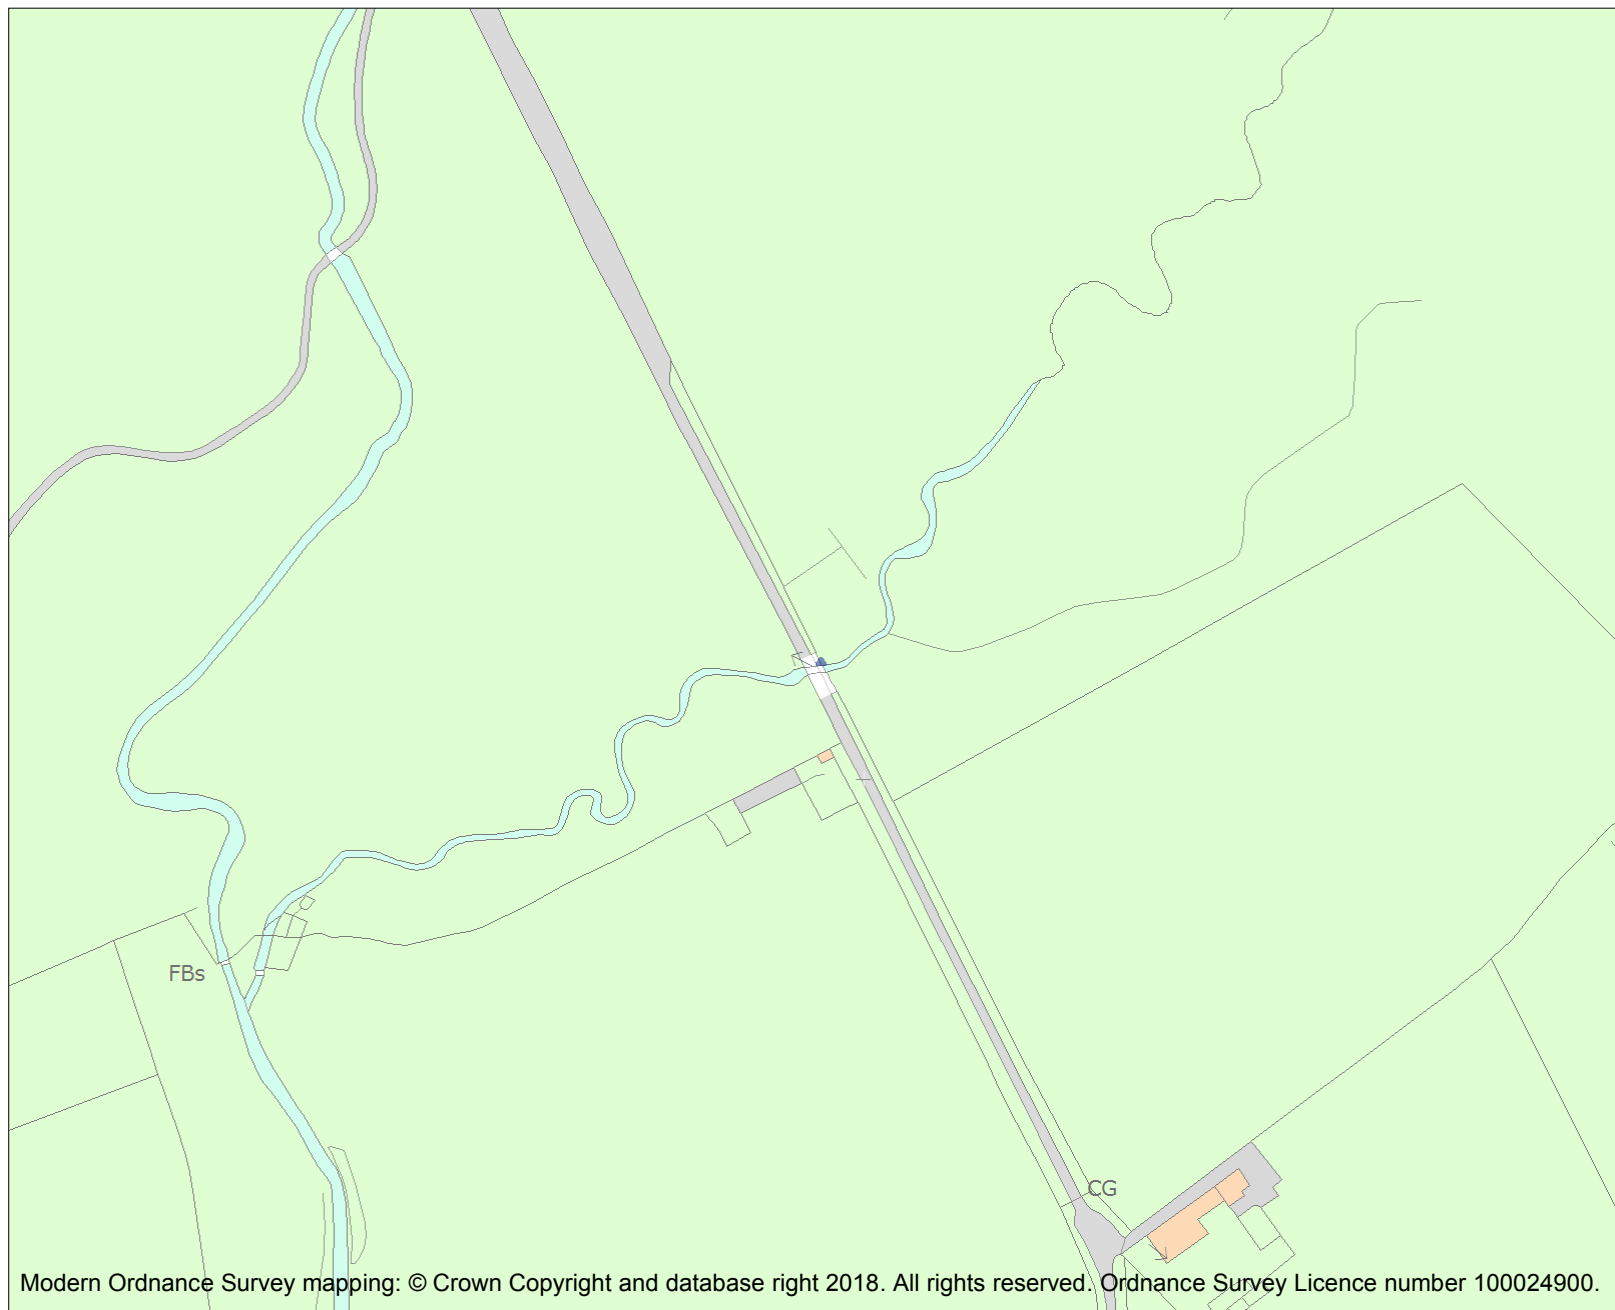 FBs
CG
Modern Ordnance Survey mapping: © Crown Copyright and database right 2018. All rights reserved. Ordnance Survey Licence number 100024900.